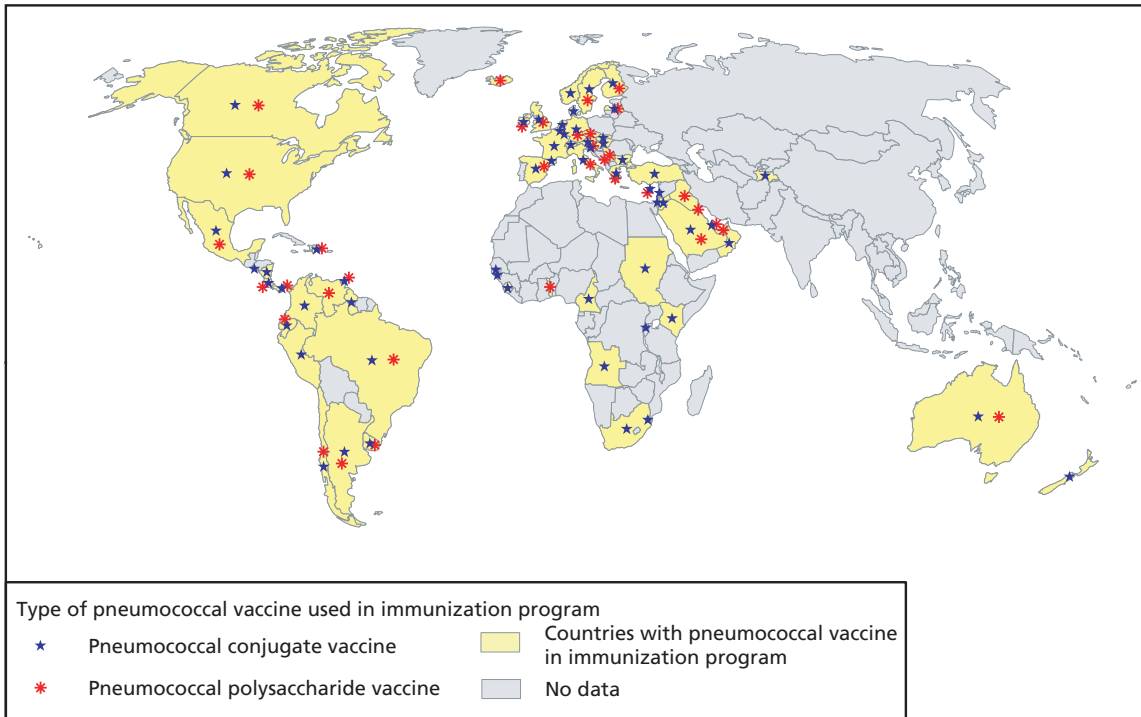 Type of pneumococcal vaccine used in immunization program
Pneumococcal conjugate vaccine
Pneumococcal polysaccharide vaccine
Countries with pneumococcal vaccine
in immunization program
No data